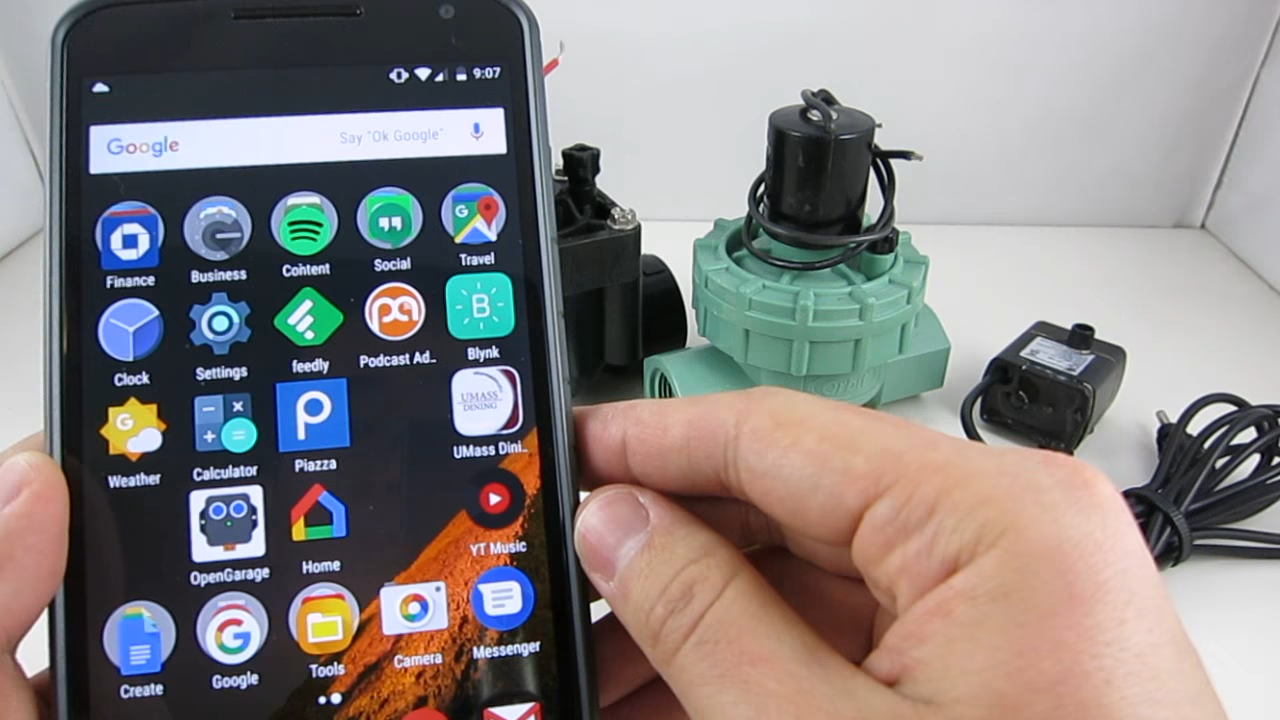 9:07
Google Say "Ok Google"
Finance Business Content Social Travel
Clock Settings feedly Podcast Ad.. B Blynk
Weather Calculator Piazza UMASS DINING UMass Dini..
OpenGarage Home YT Music
Create Google Tools Camera Messenger